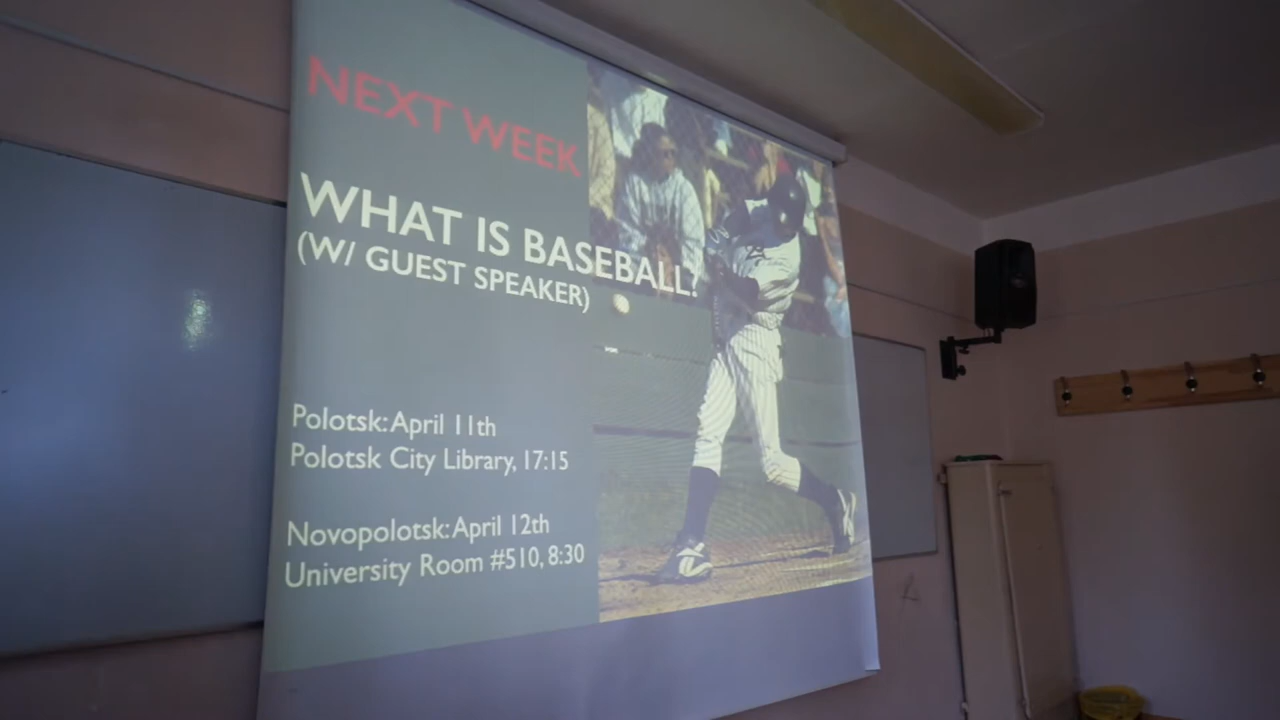 NEXT WEEK
WHAT IS BASEBALL?
(W/ GUEST SPEAKER)
Polotsk: April 11th
Polotsk City Library, 17:15
Novopolotsk: April 12th
University Room #510, 8:30